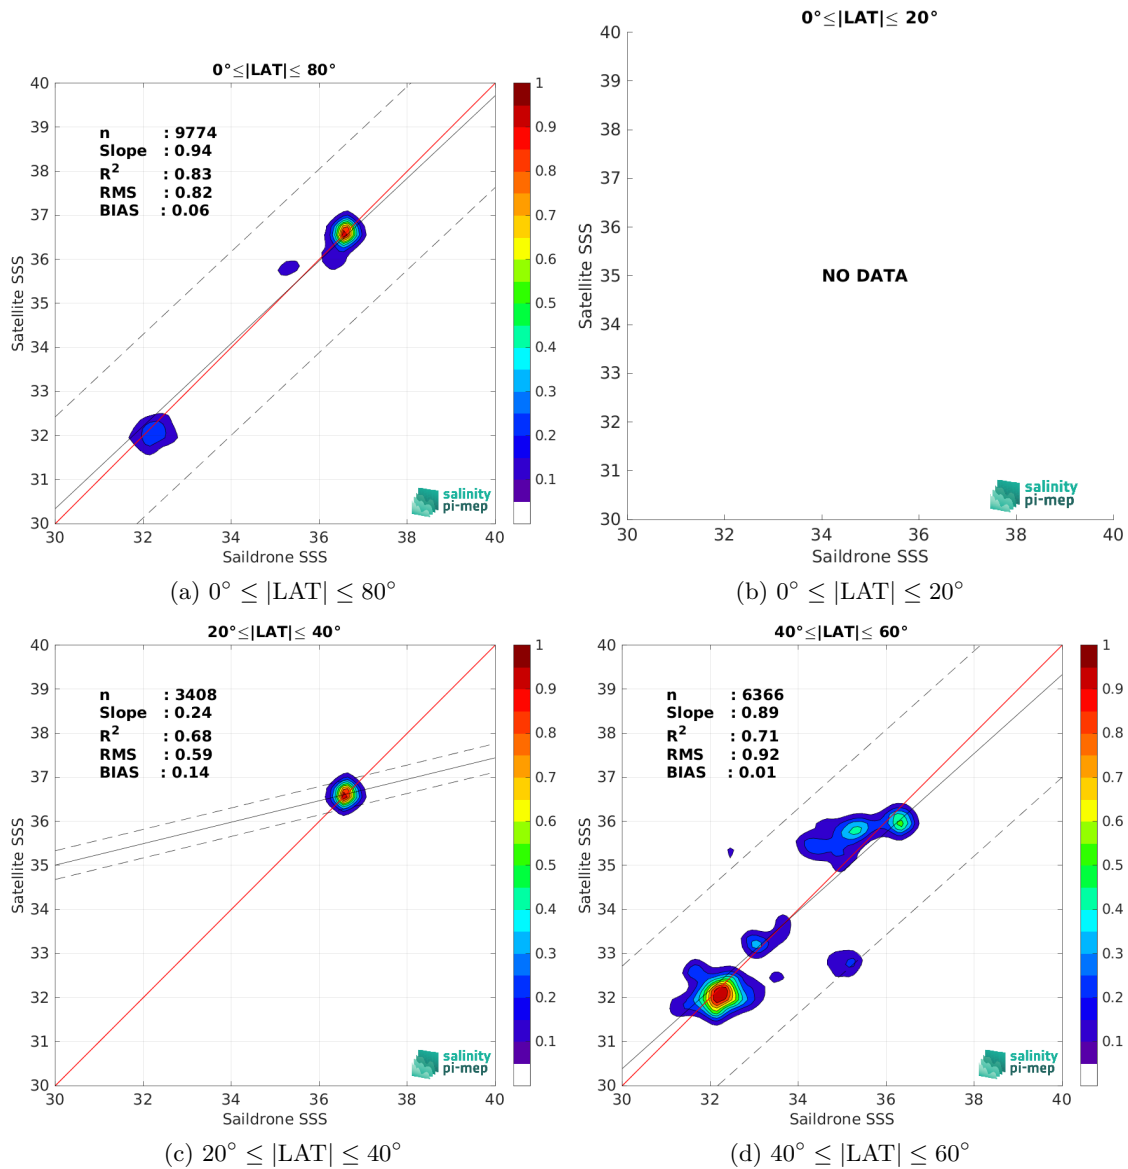 0°≤|LAT|≤ 80°
40
39
38
37
36
35
34
33
32
31
30
Satellite SSS
n : 9774
Slope : 0.94
R² : 0.83
RMS : 0.82
BIAS : 0.06
salinity
pi-mep
30 32 34 36 38 40
Saildrone SSS
1
0.9
0.8
0.7
0.6
0.5
0.4
0.3
0.2
0.1
(a) 0° ≤ |LAT| ≤ 80°
0°≤|LAT|≤ 20°
40
39
38
37
36
35
34
33
32
31
30
Satellite SSS
NO DATA
salinity
pi-mep
30 32 34 36 38 40
Saildrone SSS
(b) 0° ≤ |LAT| ≤ 20°
20°≤|LAT|≤ 40°
40
39
38
37
36
35
34
33
32
31
30
Satellite SSS
n : 3408
Slope : 0.24
R² : 0.68
RMS : 0.59
BIAS : 0.14
salinity
pi-mep
30 32 34 36 38 40
Saildrone SSS
1
0.9
0.8
0.7
0.6
0.5
0.4
0.3
0.2
0.1
(c) 20° ≤ |LAT| ≤ 40°
40°≤|LAT|≤ 60°
40
39
38
37
36
35
34
33
32
31
30
Satellite SSS
n : 6366
Slope : 0.89
R² : 0.71
RMS : 0.92
BIAS : 0.01
salinity
pi-mep
30 32 34 36 38 40
Saildrone SSS
1
0.9
0.8
0.7
0.6
0.5
0.4
0.3
0.2
0.1
(d) 40° ≤ |LAT| ≤ 60°